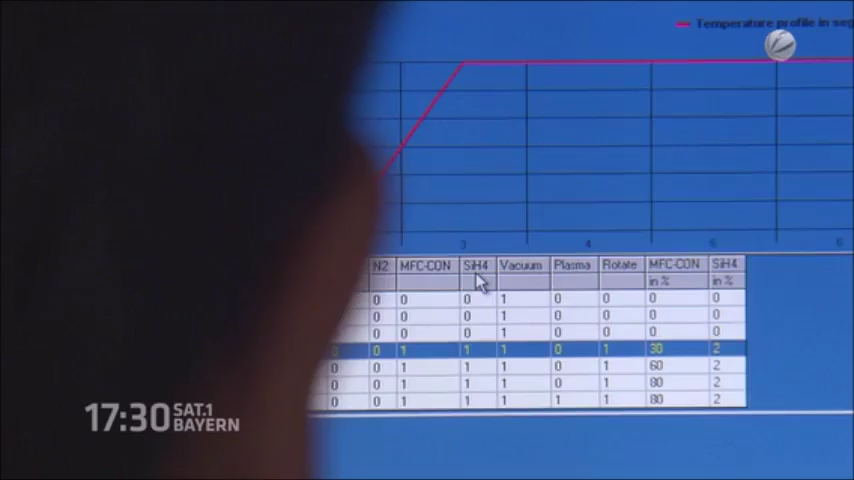 Temperature profile in seg
3 4 5 6
N2 MFC-CON SiH4 Vacuum Plasma Rotate MFC-CON SiH4
in % in %
0 0 0 1 0 0 0 0
0 0 0 1 0 0 0 0
0 0 0 1 0 0 0 0
0 0 1 1 1 0 1 30 2
0 0 1 1 1 0 1 60 2
0 0 1 1 1 0 1 80 2
0 0 1 1 1 1 1 80 2
17:30 SAT.1
BAYERN